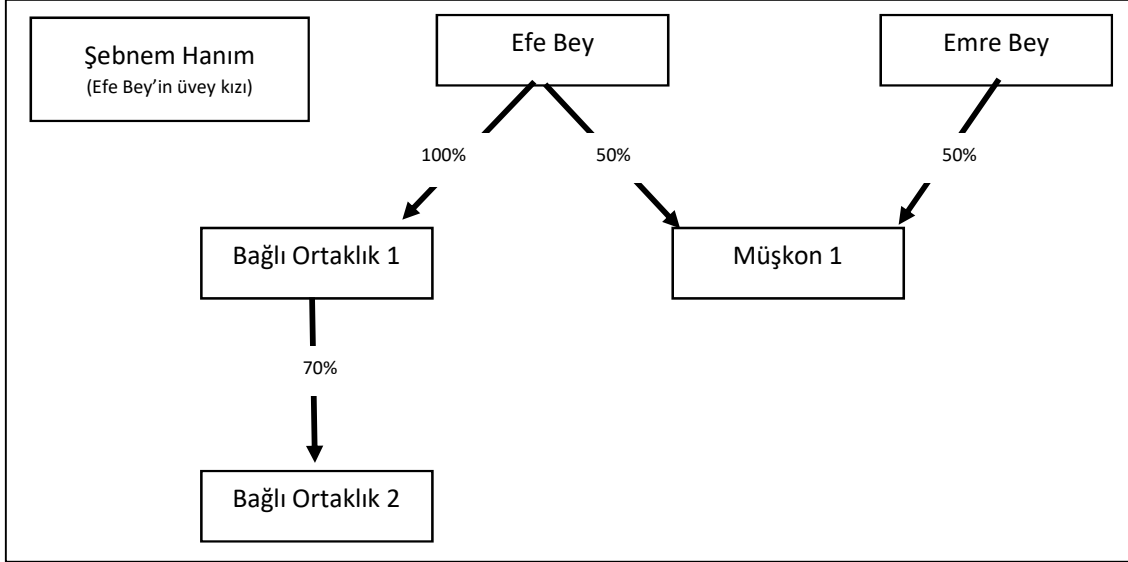 Şebnem Hanım
(Efe Bey’in üvey kızı)
Efe Bey
Emre Bey
100%
50%
50%
Bağlı Ortaklık 1
Müşkon 1
70%
Bağlı Ortaklık 2